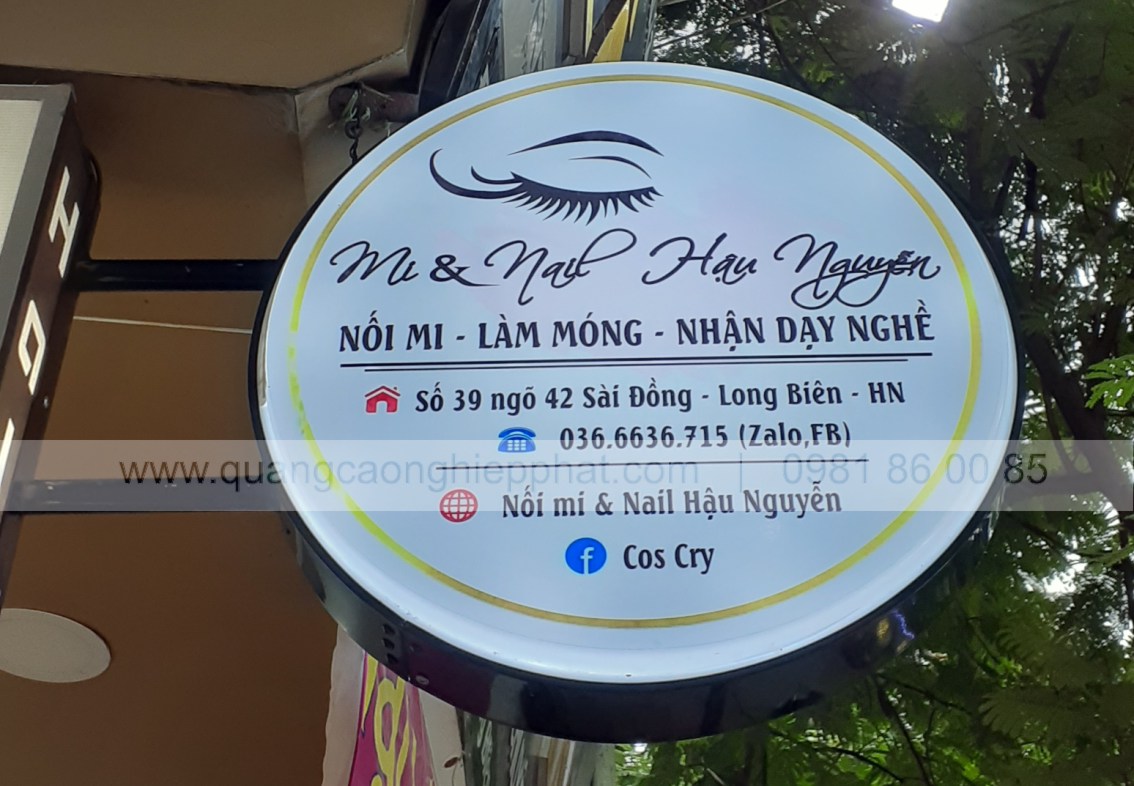 Mi & Nail Hậu Nguyễn
NỐI MI - LÀM MÓNG - NHẬN DẠY NGHỀ
Số 39 ngõ 42 Sài Đồng - Long Biên - HN
036.6636.715 (Zalo,FB)
www.quangcaonghiepphat.com | 0981 86 00 85
Nối mi & Nail Hậu Nguyễn
f Cos Cry